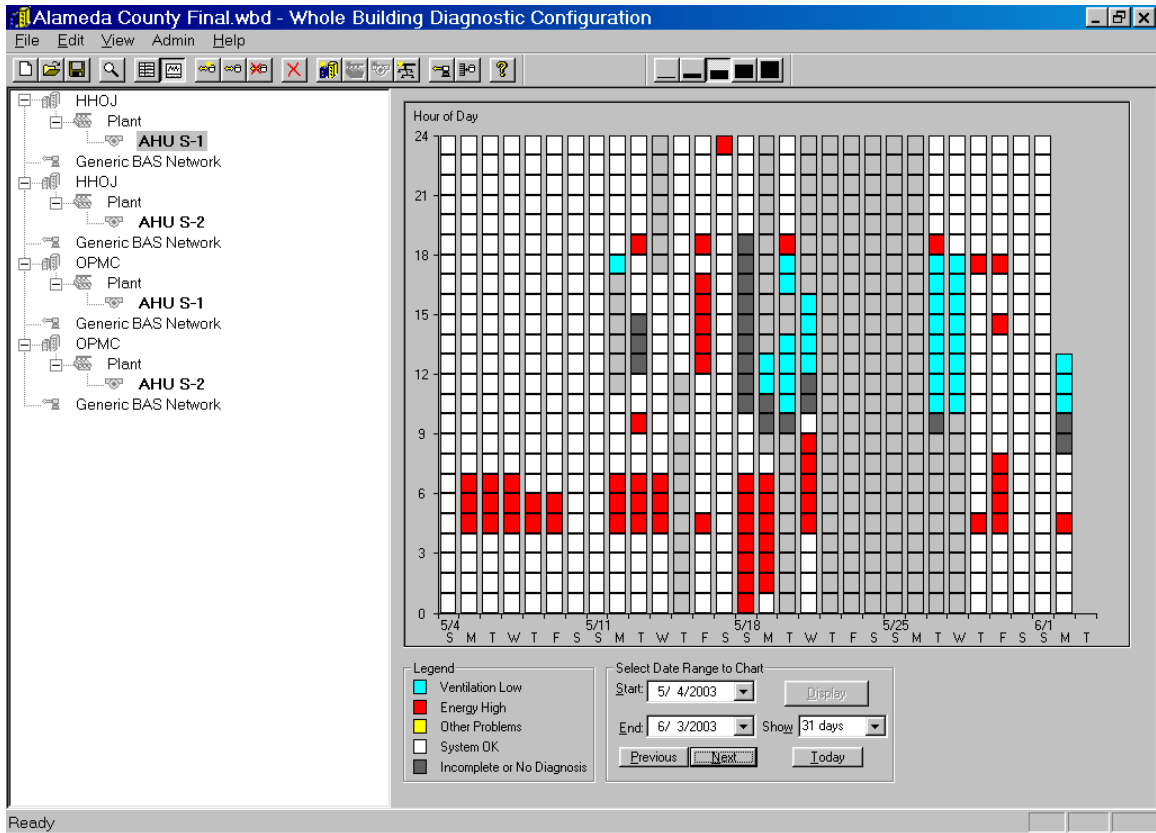 Alameda County Final.wbd - Whole Building Diagnostic Configuration
File Edit View Admin Help
HHOJ
Plant
AHU S-1
Generic BAS Network
HHOJ
Plant
AHU S-2
Generic BAS Network
OPMC
Plant
AHU S-1
Generic BAS Network
OPMC
Plant
AHU S-2
Generic BAS Network
Hour of Day
24
21
18
15
12
9
6
3
0
5/4 5/11 5/18 5/25 6/1
S M T W T F S S M T W T F S S M T W T F S S M T W T F S S M T
Legend
Ventilation Low
Energy High
Other Problems
System OK
Incomplete or No Diagnosis
Select Date Range to Chart
Start: 5/ 4/2003 Display
End: 6/ 3/2003 Show 31 days
Previous Next Today
Ready